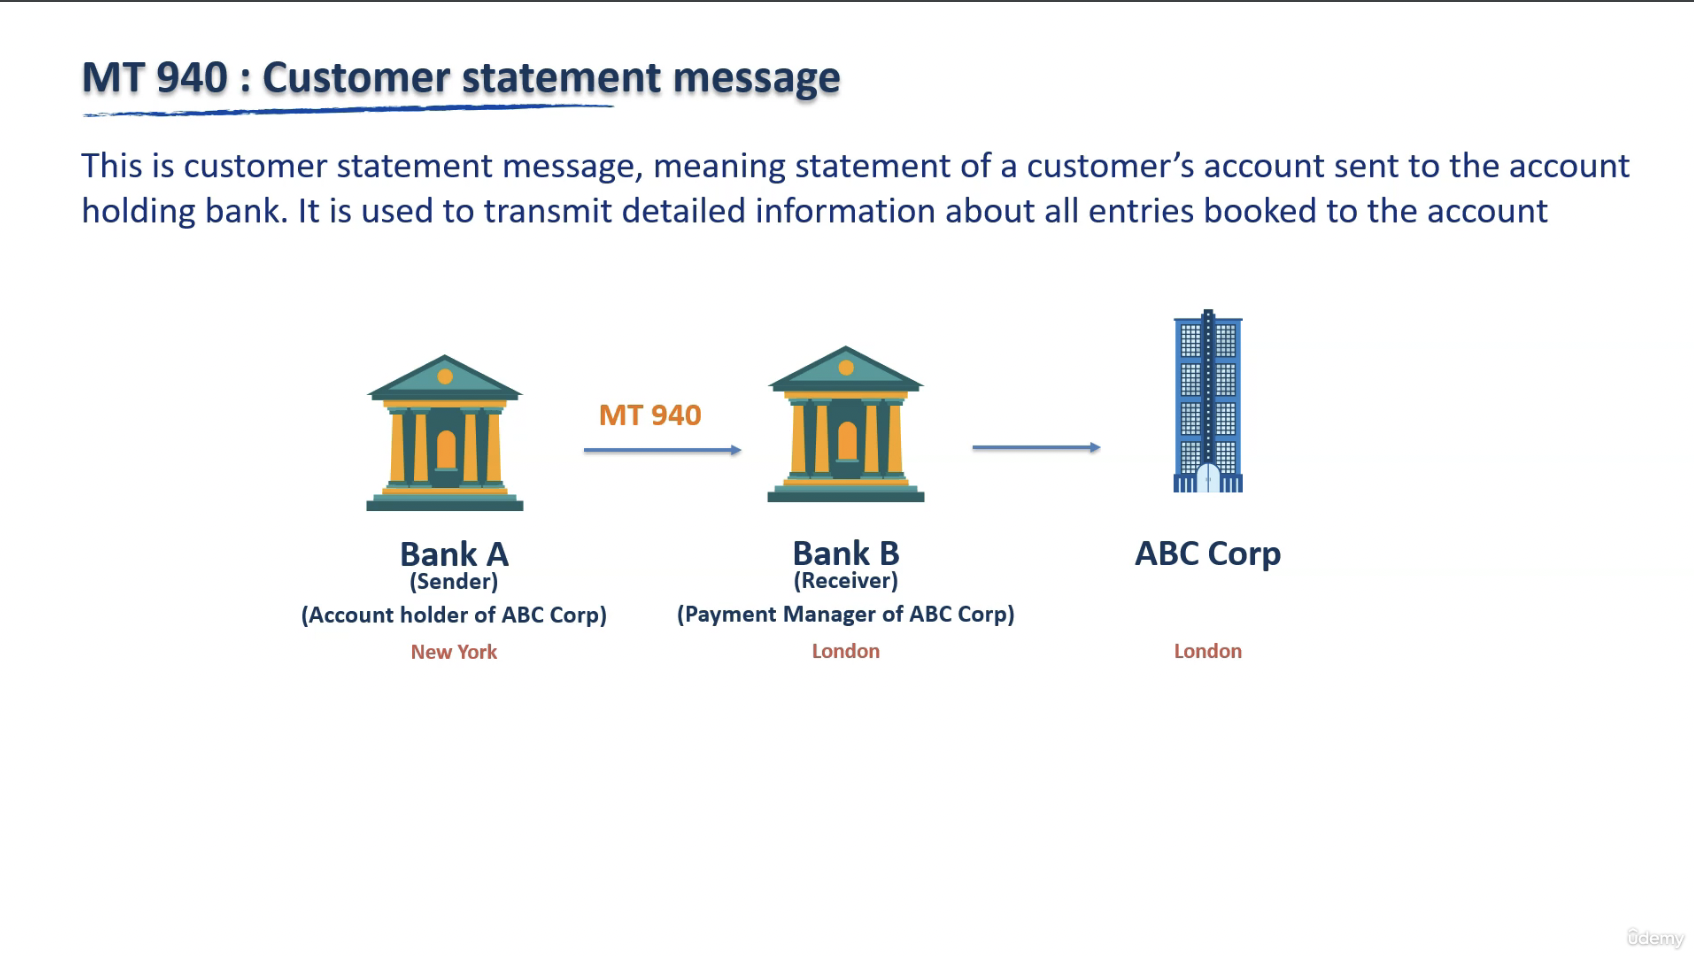 MT 940 : Customer statement message
This is customer statement message, meaning statement of a customer’s account sent to the account
holding bank. It is used to transmit detailed information about all entries booked to the account
MT 940
Bank A
(Sender)
(Account holder of ABC Corp)
New York
Bank B
(Receiver)
(Payment Manager of ABC Corp)
London
ABC Corp
London
ûdemy